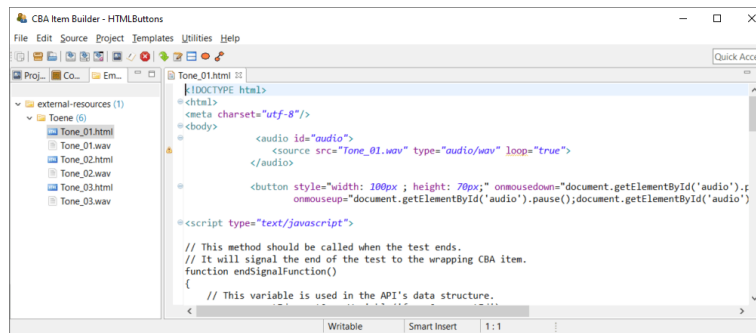 CBA Item Builder - HTMLButtons
File Edit Source Project Templates Utilities Help
Quick Acce
Proj... Co... Em...
Tone_01.html
external-resources (1)
Toene (6)
Tone_01.html
Tone_01.wav
Tone_02.html
Tone_02.wav
Tone_03.html
Tone_03.wav
<!DOCTYPE html>
<html>
<meta charset="utf-8"/>
<body>
<audio id="audio">
<source src="Tone_01.wav" type="audio/wav" loop="true">
</audio>
<button style="width: 100px ; height: 70px;" onmousedown="document.getElementById('audio').p
onmouseup="document.getElementById('audio').pause();document.getElementById('audio')
<script type="text/javascript">
// This method should be called when the test ends.
// It will signal the end of the test to the wrapping CBA item.
function endSignalFunction()
{
// This variable is used in the API's data structure.
Writable Smart Insert 1 : 1